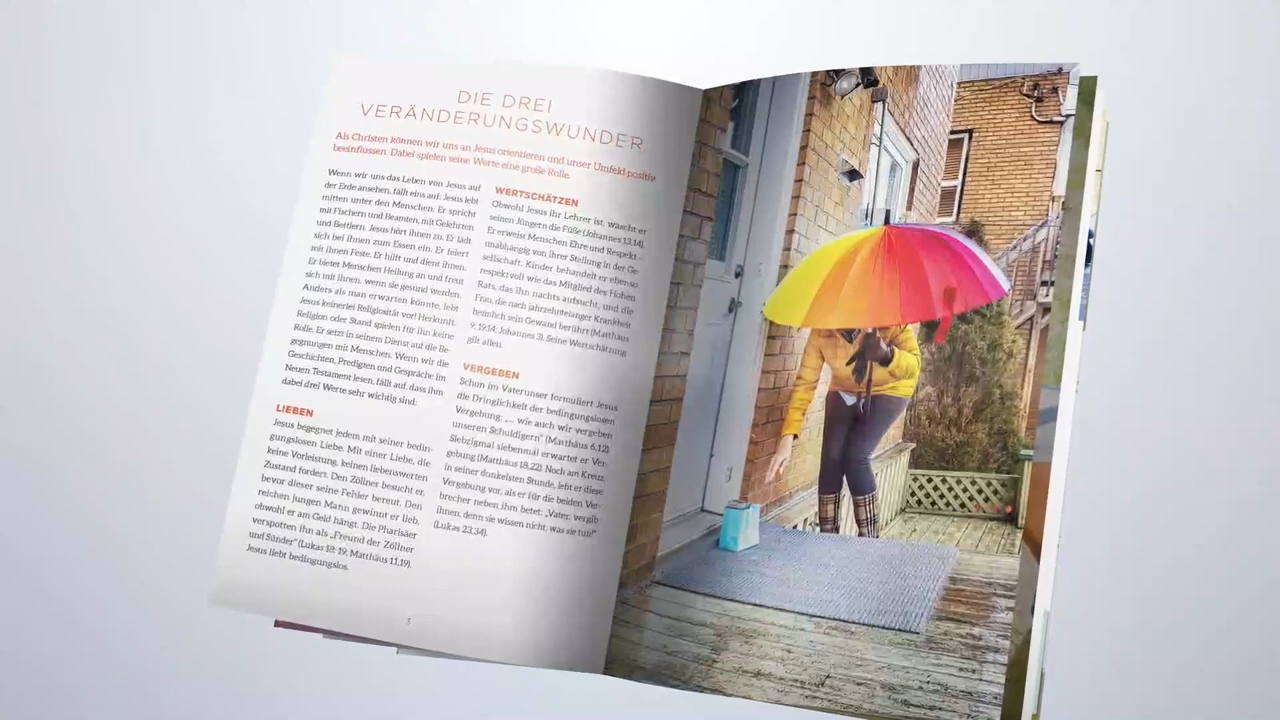 DIE DREI
VERÄNDERUNGSWUNDER
Als Christen können wir uns an Jesus orientieren und unser Umfeld positiv
beeinflussen. Dabei spielen seine Werte eine große Rolle.
Wenn wir uns das Leben von Jesus auf
der Erde ansehen, fällt eins auf: Jesus lebt
mitten unter den Menschen. Er spricht
mit Fischern und Beamten, mit Gelehrten
und Bettlern. Jesus hört ihnen zu. Er lädt
sich bei ihnen zum Essen ein. Er feiert
mit ihnen Feste. Er hilft und dient ihnen.
Er bietet Menschen Heilung an und freut
sich mit ihnen, wenn sie gesund werden.
Anders als man erwarten könnte, lebt
Jesus keinerlei Religiosität vor! Herkunft,
Religion oder Stand spielen für ihn keine
Rolle. Er setzt in seinem Dienst auf die Be-
gegnungen mit Menschen. Wenn wir die
Geschichten, Predigten und Gespräche im
Neuen Testament lesen, fällt auf, dass ihm
dabei drei Werte sehr wichtig sind:
LIEBEN
Jesus begegnet jedem mit seiner bedin-
gungslosen Liebe. Mit einer Liebe, die
keine Vorleistung, keinen liebenswerten
Zustand fordert. Den Zöllner besucht er,
bevor dieser seine Fehler bereut. Den
reichen jungen Mann gewinnt er lieb,
obwohl er am Geld hängt. Die Pharisäer
verspotten ihn als „Freund der Zöllner
und Sünder“ (Lukas 18; 19; Matthäus 11,19).
Jesus liebt bedingungslos.
WERTSCHÄTZEN
Obwohl Jesus ihr Lehrer ist, wäscht er
seinen Jüngern die Füße (Johannes 13,14).
Er erweist Menschen Ehre und Respekt –
unabhängig von ihrer Stellung in der Ge-
sellschaft. Kinder behandelt er ebenso
respektvoll wie das Mitglied des Hohen
Rats, das ihn nachts aufsucht, und die
Frau, die nach jahrzehntelanger Krankheit
heimlich sein Gewand berührt (Matthäus
9; 19,14; Johannes 3). Seine Wertschätzung
gilt allen.
VERGEBEN
Schon im Vaterunser formuliert Jesus
die Dringlichkeit der bedingungslosen
Vergebung: „... wie auch wir vergeben
unseren Schuldigern“ (Matthäus 6,12).
Siebzigmal siebenmal erwartet er Ver-
gebung (Matthäus 18,22). Noch am Kreuz,
in seiner dunkelsten Stunde, lebt er diese
Vergebung vor, als er für die beiden Ver-
brecher neben ihm betet: „Vater, vergib
ihnen, denn sie wissen nicht, was sie tun!“
(Lukas 23,34).